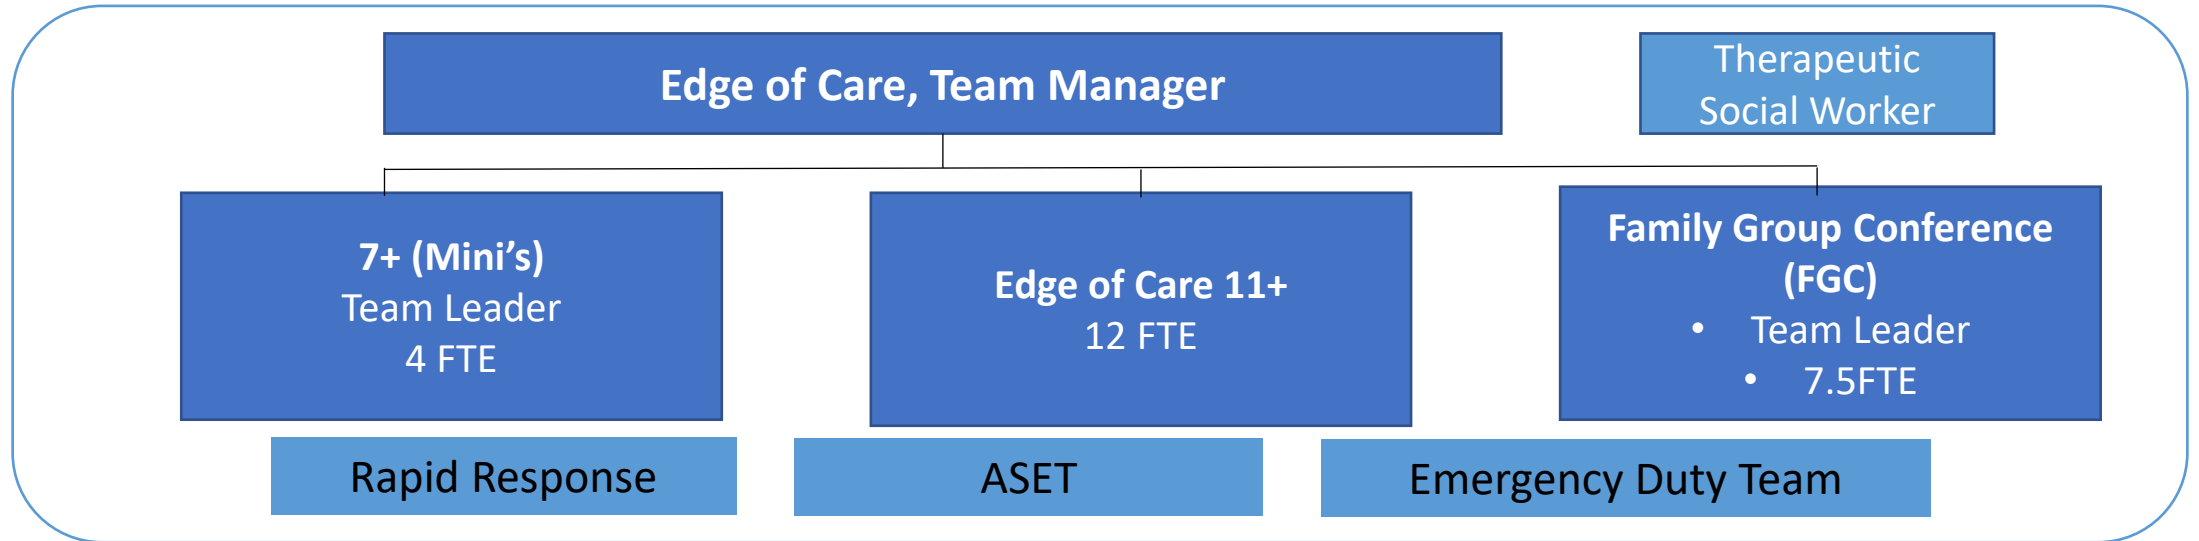 Edge of Care, Team Manager
Therapeutic
Social Worker
7+ (Mini’s)
Team Leader
4 FTE
Edge of Care 11+
12 FTE
Family Group Conference
(FGC)
• Team Leader
• 7.5FTE
Rapid Response
ASET
Emergency Duty Team